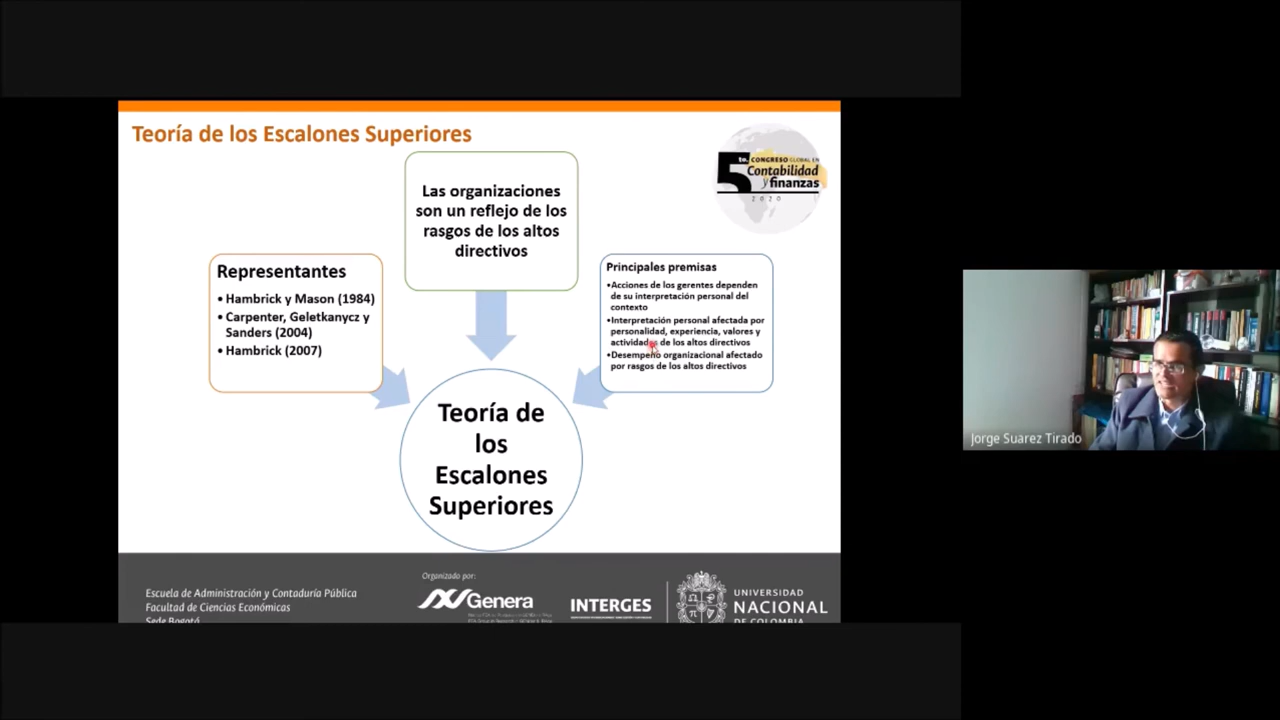 Teoría de los Escalones Superiores
5to. CONGRESO GLOBAL EN
Contabilidad
y finanzas
2020
Las organizaciones
son un reflejo de los
rasgos de los altos
directivos
Representantes
• Hambrick y Mason (1984)
• Carpenter, Geletkanycz y
Sanders (2004)
• Hambrick (2007)
Principales premisas
•Acciones de los gerentes dependen
de su interpretación personal del
contexto
•Interpretación personal afectada por
personalidad, experiencia, valores y
actividades de los altos directivos
•Desempeño organizacional afectado
por rasgos de los altos directivos
Teoría de
los
Escalones
Superiores
Jorge Suarez Tirado
Escuela de Administración y Contaduría Pública
Facultad de Ciencias Económicas
Sede Bogotá
Organizado por:
Genera
INTERGES
UNIVERSIDAD
NACIONAL
DE COLOMBIA